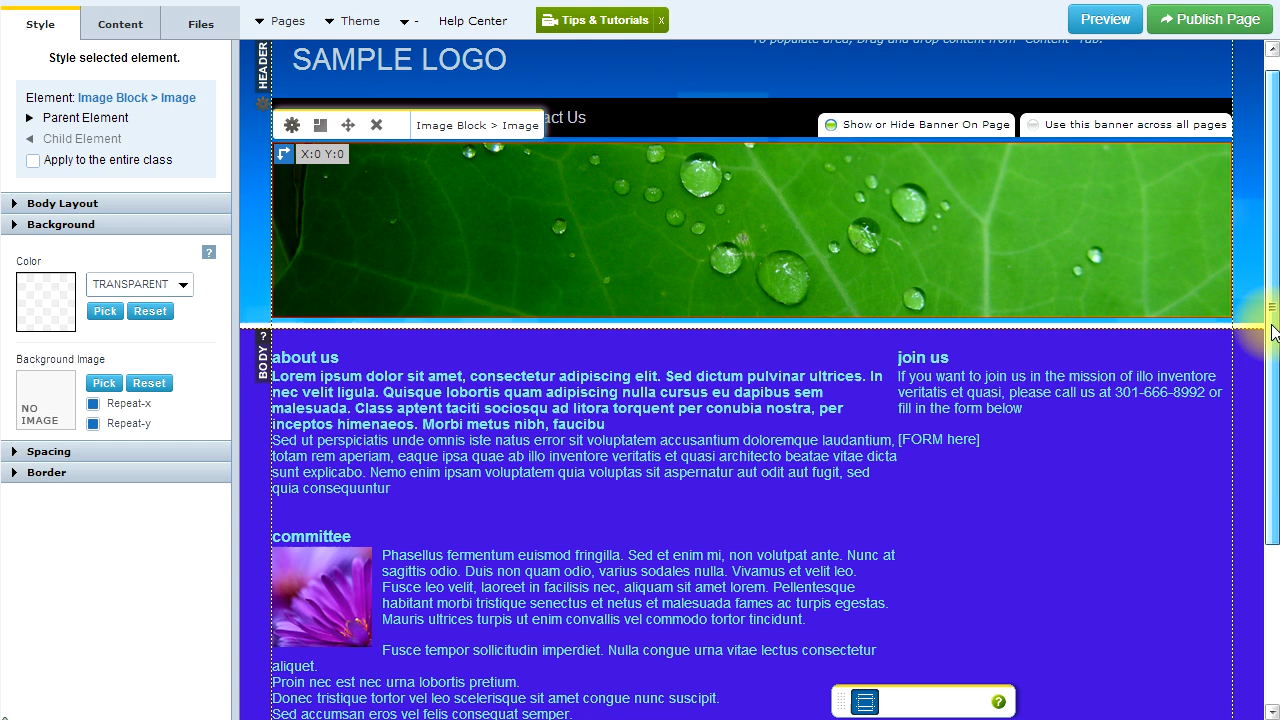 Style
Content
Files
Pages
Theme
-
Help Center
Tips & Tutorials
x
Preview
Publish Page
Style selected element.
Element: Image Block > Image
Parent Element
Child Element
Apply to the entire class
Body Layout
Background
?
Color
TRANSPARENT
Pick
Reset
Background Image
NO
IMAGE
Pick
Reset
Repeat-x
Repeat-y
Spacing
Border
HEADER
To populate area, drag and drop content from "Content" Tab.
SAMPLE LOGO
Image Block > Image
act Us
Show or Hide Banner On Page
Use this banner across all pages
X:0 Y:0
BODY ?
about us
Lorem ipsum dolor sit amet, consectetur adipiscing elit. Sed dictum pulvinar ultrices. In
nec velit ligula. Quisque lobortis quam adipiscing nulla cursus eu dapibus sem
malesuada. Class aptent taciti sociosqu ad litora torquent per conubia nostra, per
inceptos himenaeos. Morbi metus nibh, faucibu
Sed ut perspiciatis unde omnis iste natus error sit voluptatem accusantium doloremque laudantium,
totam rem aperiam, eaque ipsa quae ab illo inventore veritatis et quasi architecto beatae vitae dicta
sunt explicabo. Nemo enim ipsam voluptatem quia voluptas sit aspernatur aut odit aut fugit, sed
quia consequuntur
join us
If you want to join us in the mission of illo inventore
veritatis et quasi, please call us at 301-666-8992 or
fill in the form below
[FORM here]
committee
Phasellus fermentum euismod fringilla. Sed et enim mi, non volutpat ante. Nunc at
sagittis odio. Duis non quam odio, varius sodales nulla. Vivamus et velit leo.
Fusce leo velit, laoreet in facilisis nec, aliquam sit amet lorem. Pellentesque
habitant morbi tristique senectus et netus et malesuada fames ac turpis egestas.
Mauris ultrices turpis ut enim convallis vel commodo tortor tincidunt.
Fusce tempor sollicitudin imperdiet. Nulla congue urna vitae lectus consectetur
aliquet.
Proin nec est nec urna lobortis pretium.
Donec tristique tortor vel leo scelerisque sit amet congue nunc suscipit.
Sed accumsan eros vel felis consequat semper.
?